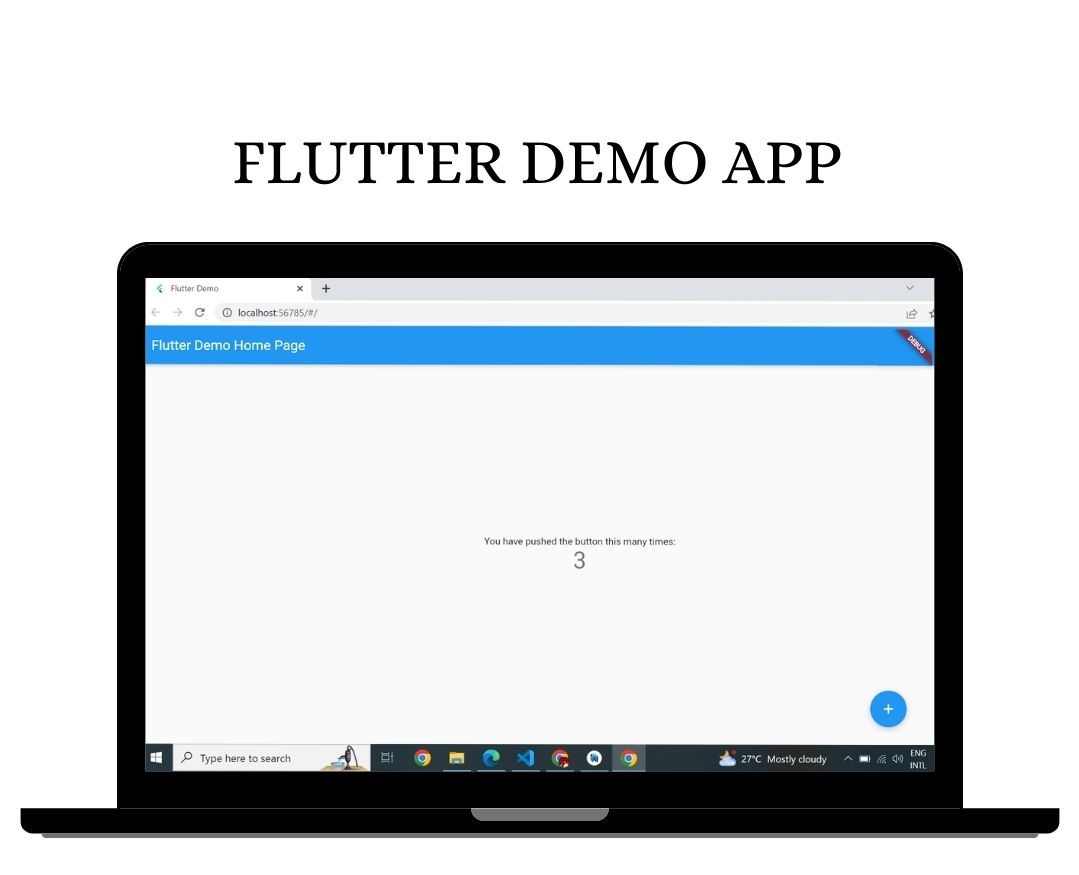 FLUTTER DEMO APP
Flutter Demo
localhost:56785/#/
Flutter Demo Home Page
DEBUG
You have pushed the button this many times:
3
Type here to search
27°C Mostly cloudy
ENG
INTL